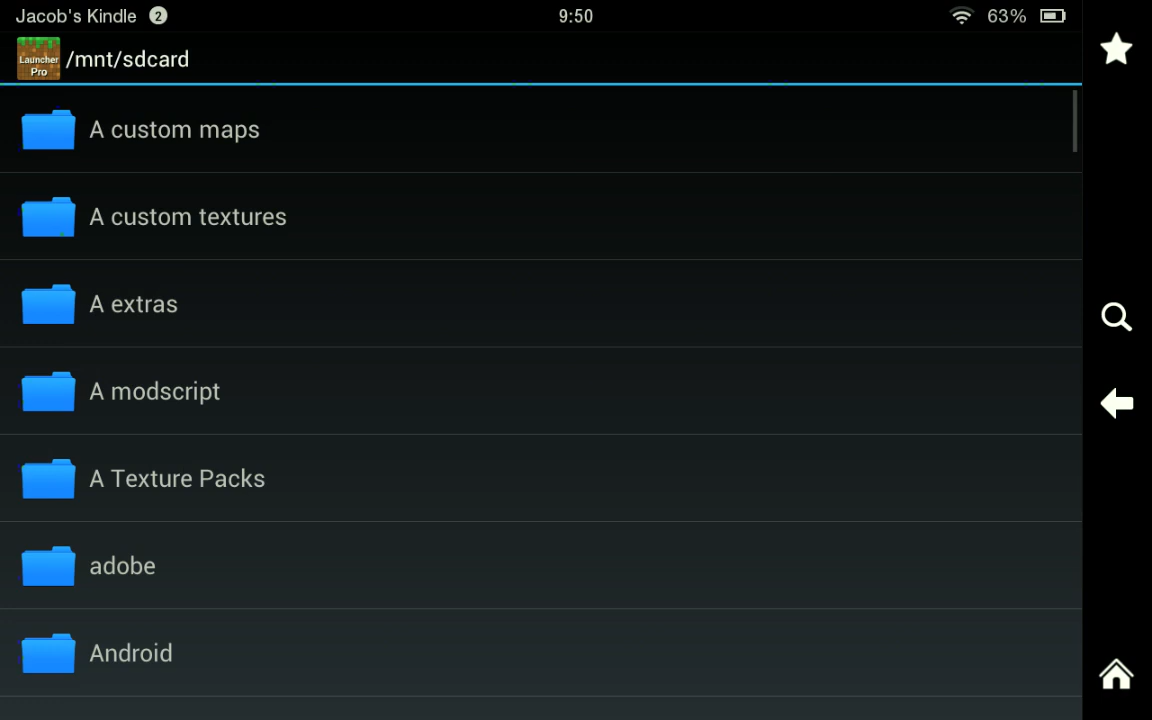 Jacob's Kindle 2 9:50 63%
Launcher
Pro
/mnt/sdcard
A custom maps
A custom textures
A extras
A modscript
A Texture Packs
adobe
Android